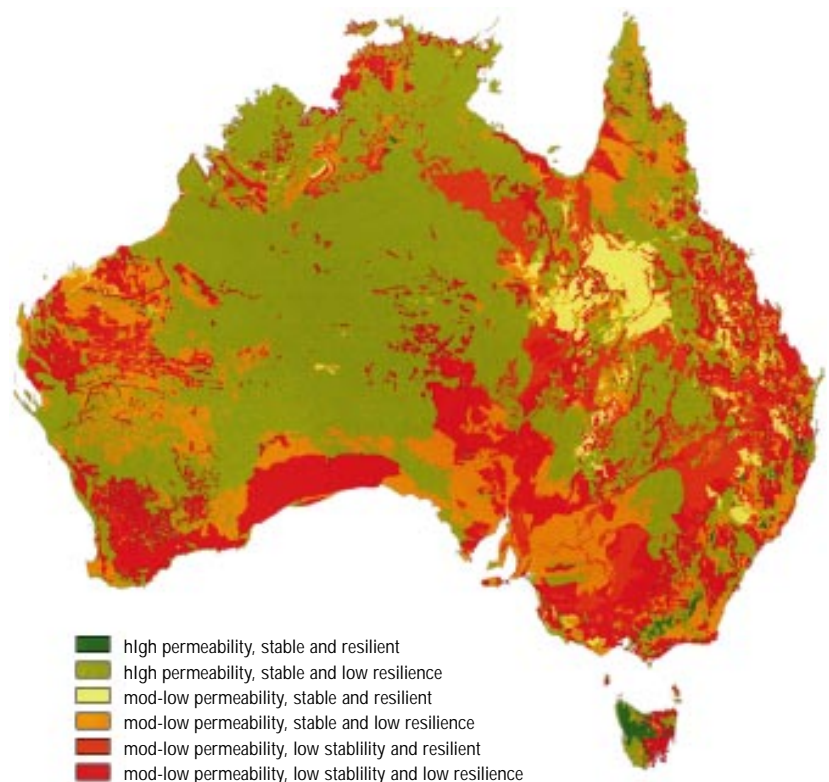 hIgh permeability, stable and resilient
hIgh permeability, stable and low resilience
mod-low permeability, stable and resilient
mod-low permeability, stable and low resilience
mod-low permeability, low stablility and resilient
mod-low permeability, low stablility and low resilience